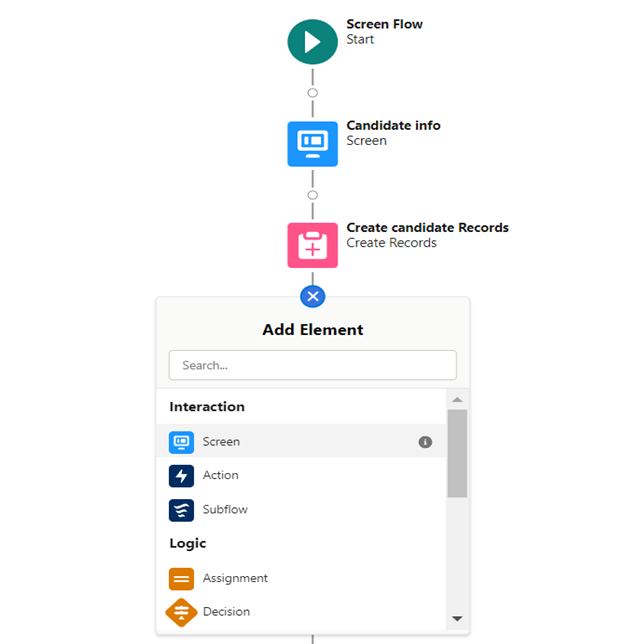 Screen Flow
Start
Candidate info
Screen
Create candidate Records
Create Records
Add Element
Search...
Interaction
Screen
Action
Subflow
Logic
Assignment
Decision